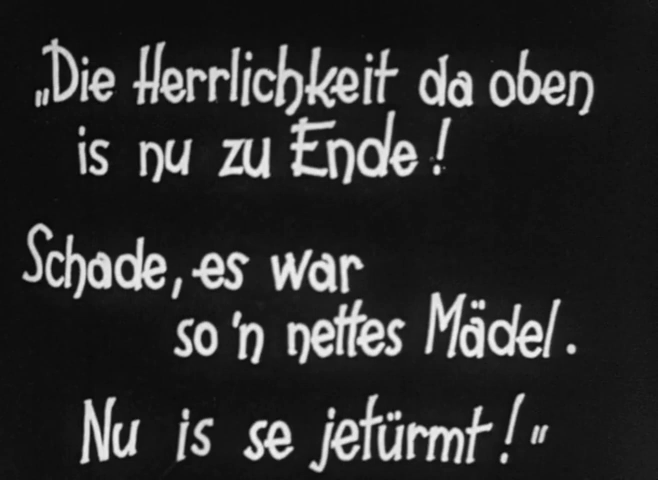 „Die Herrlichkeit da oben
is nu zu Ende!
Schade, es war
so 'n nettes Mädel.
Nu is se jetürmt!"